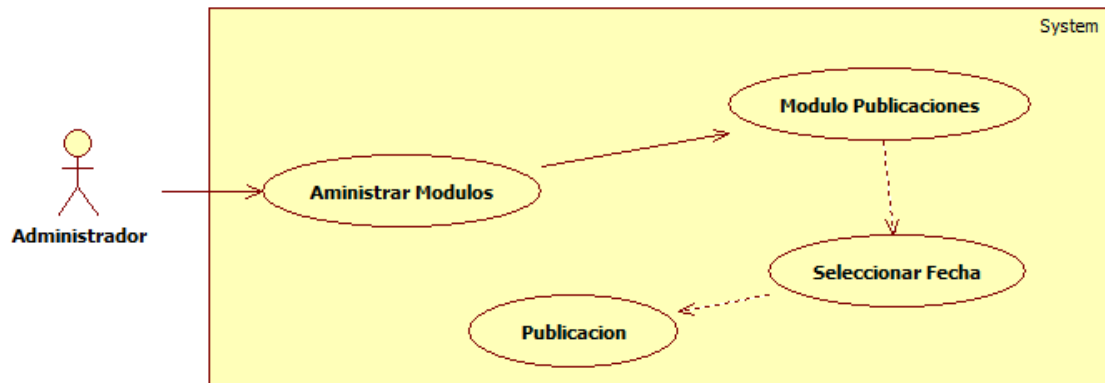 System
Modulo Publicaciones
Aministrar Modulos
Administrador
Seleccionar Fecha
Publicacion